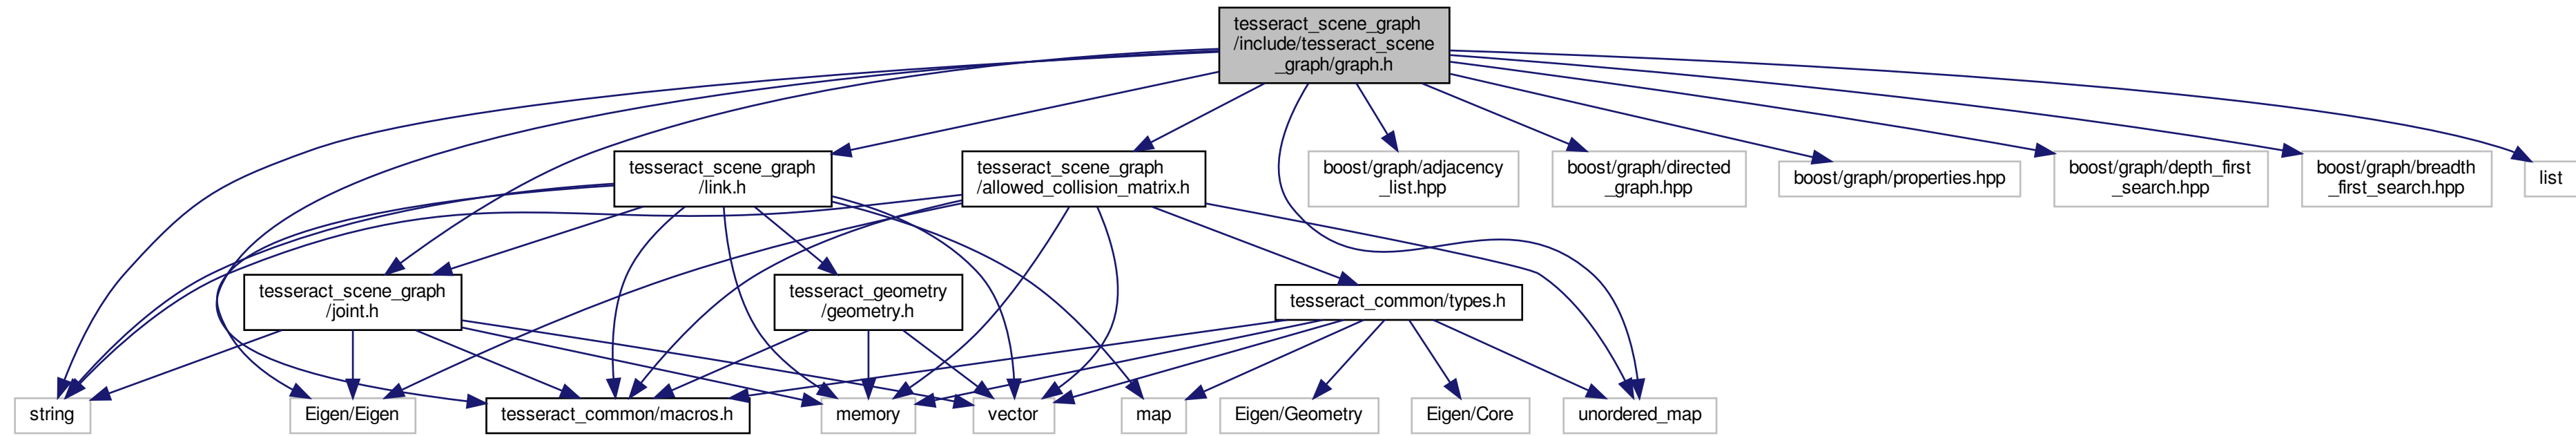 tesseract_scene_graph
/include/tesseract_scene
_graph/graph.h
tesseract_scene_graph
/link.h
tesseract_scene_graph
/allowed_collision_matrix.h
boost/graph/adjacency
_list.hpp
boost/graph/directed
_graph.hpp
boost/graph/properties.hpp
boost/graph/depth_first
_search.hpp
boost/graph/breadth
_first_search.hpp
list
tesseract_scene_graph
/joint.h
tesseract_geometry
/geometry.h
tesseract_common/types.h
string
Eigen/Eigen
tesseract_common/macros.h
memory
vector
map
Eigen/Geometry
Eigen/Core
unordered_map